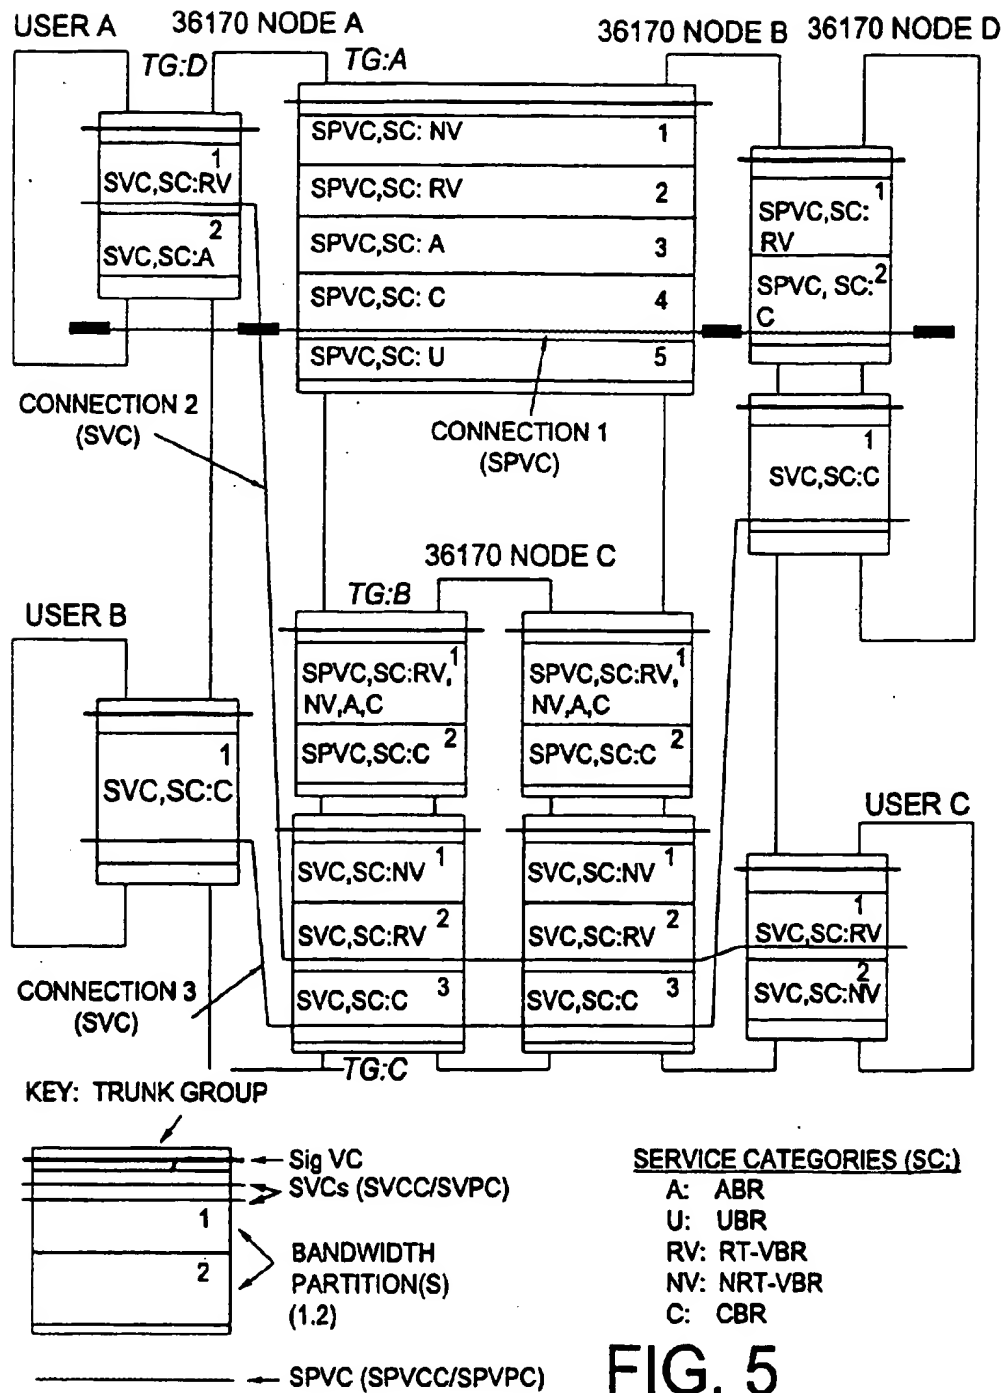 USER A
36170 NODE A
36170 NODE B
36170 NODE D
TG:D
TG:A
1
SVC,SC:RV
2
SVC,SC:A
SPVC,SC: NV 1
SPVC,SC: RV 2
SPVC,SC: A 3
SPVC,SC: C 4
SPVC,SC: U 5
1
SPVC,SC:
RV
SPVC, SC: 2
C
CONNECTION 2
(SVC)
CONNECTION 1
(SPVC)
1
SVC,SC:C
36170 NODE C
TG:B
USER B
1
SVC,SC:C
SPVC,SC:RV, 1
NV,A,C
SPVC,SC:C 2
SPVC,SC:RV, 1
NV,A,C
SPVC,SC:C 2
USER C
SVC,SC:NV 1
SVC,SC:RV 2
SVC,SC:C 3
SVC,SC:NV 1
SVC,SC:RV 2
SVC,SC:C 3
1
SVC,SC:RV
2
SVC,SC:NV
CONNECTION 3
(SVC)
TG:C
KEY: TRUNK GROUP
Sig VC
SVCs (SVCC/SVPC)
1
2
BANDWIDTH
PARTITION(S)
(1.2)
SPVC (SPVCC/SPVPC)
SERVICE CATEGORIES (SC:)
A: ABR
U: UBR
RV: RT-VBR
NV: NRT-VBR
C: CBR
FIG. 5